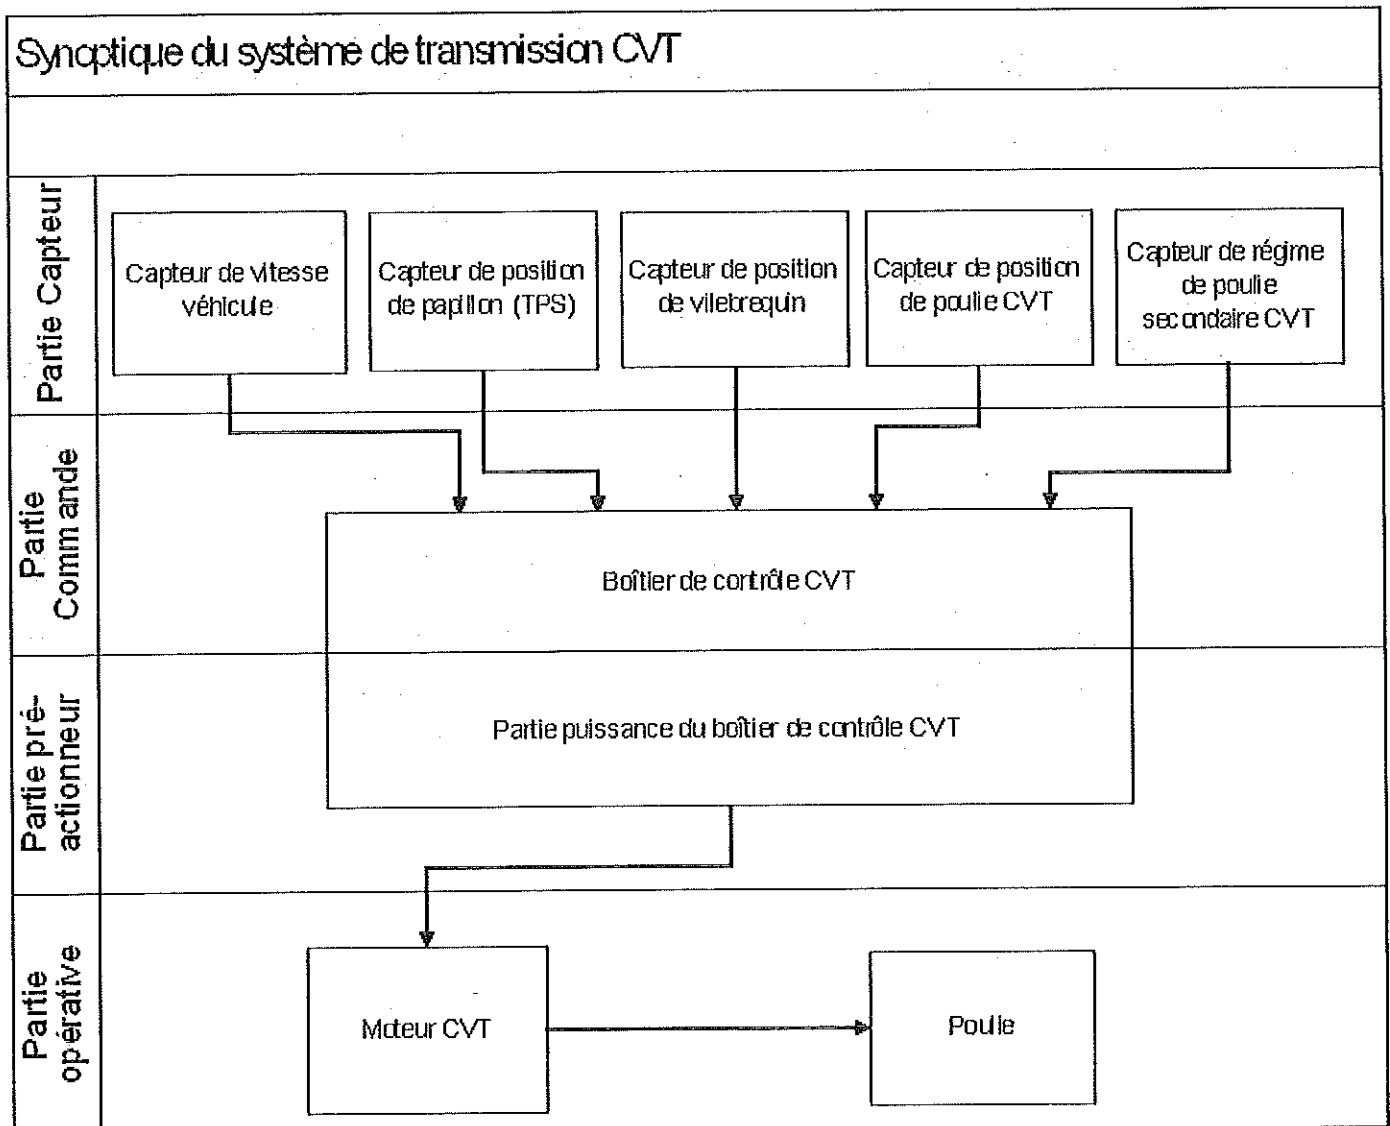 Synoptique du système de transmission CVT
Partie Capteur
Capteur de vitesse
véhicule
Capteur de position
de papillon (TPS)
Capteur de position
de vilebrequin
Capteur de position
de poulie CVT
Capteur de régime
de poulie
secondaire CVT
Partie
Commande
Boîtier de contrôle CVT
Partie pré-
actionneur
Partie puissance du boîtier de contrôle CVT
Partie
opérative
Moteur CVT
Poulie